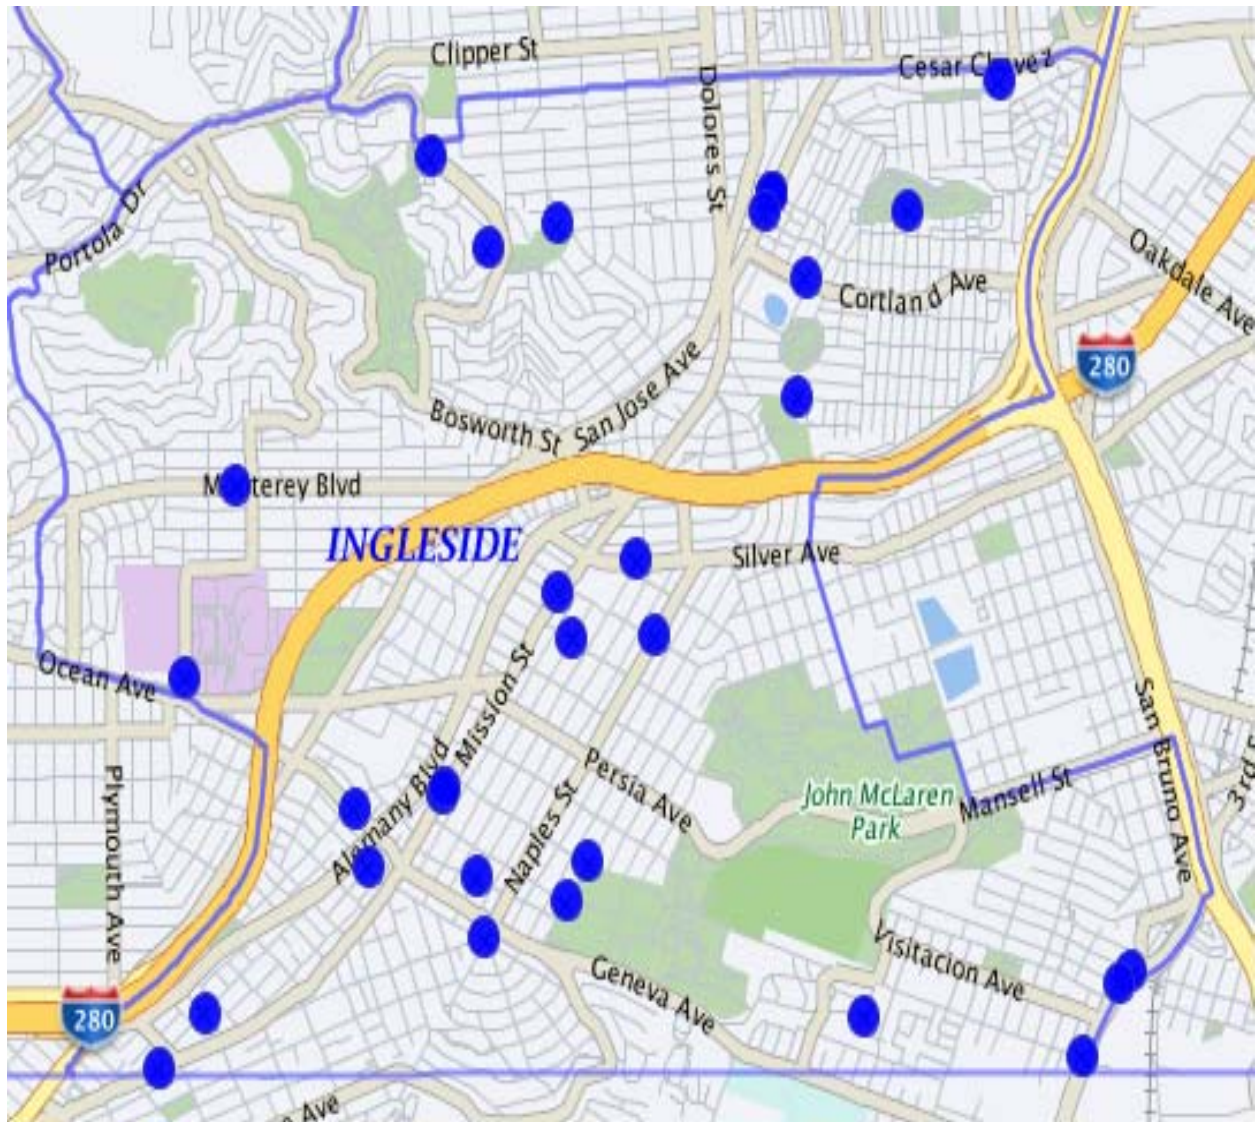 Clipper St
Cesar Chavez
Dolores St
Portola Dr
Oakdale Ave
Cortland Ave
280
San Jose Ave
Bosworth St
Monterey Blvd
INGLESIDE
Silver Ave
Ocean Ave
Mission St
San Bruno Ave
Alemany Blvd
Persia Ave
Plymouth Ave
Naples St
John McLaren
Park
Mansell St
3rd S
Visitacion Ave
Geneva Ave
280
Ave